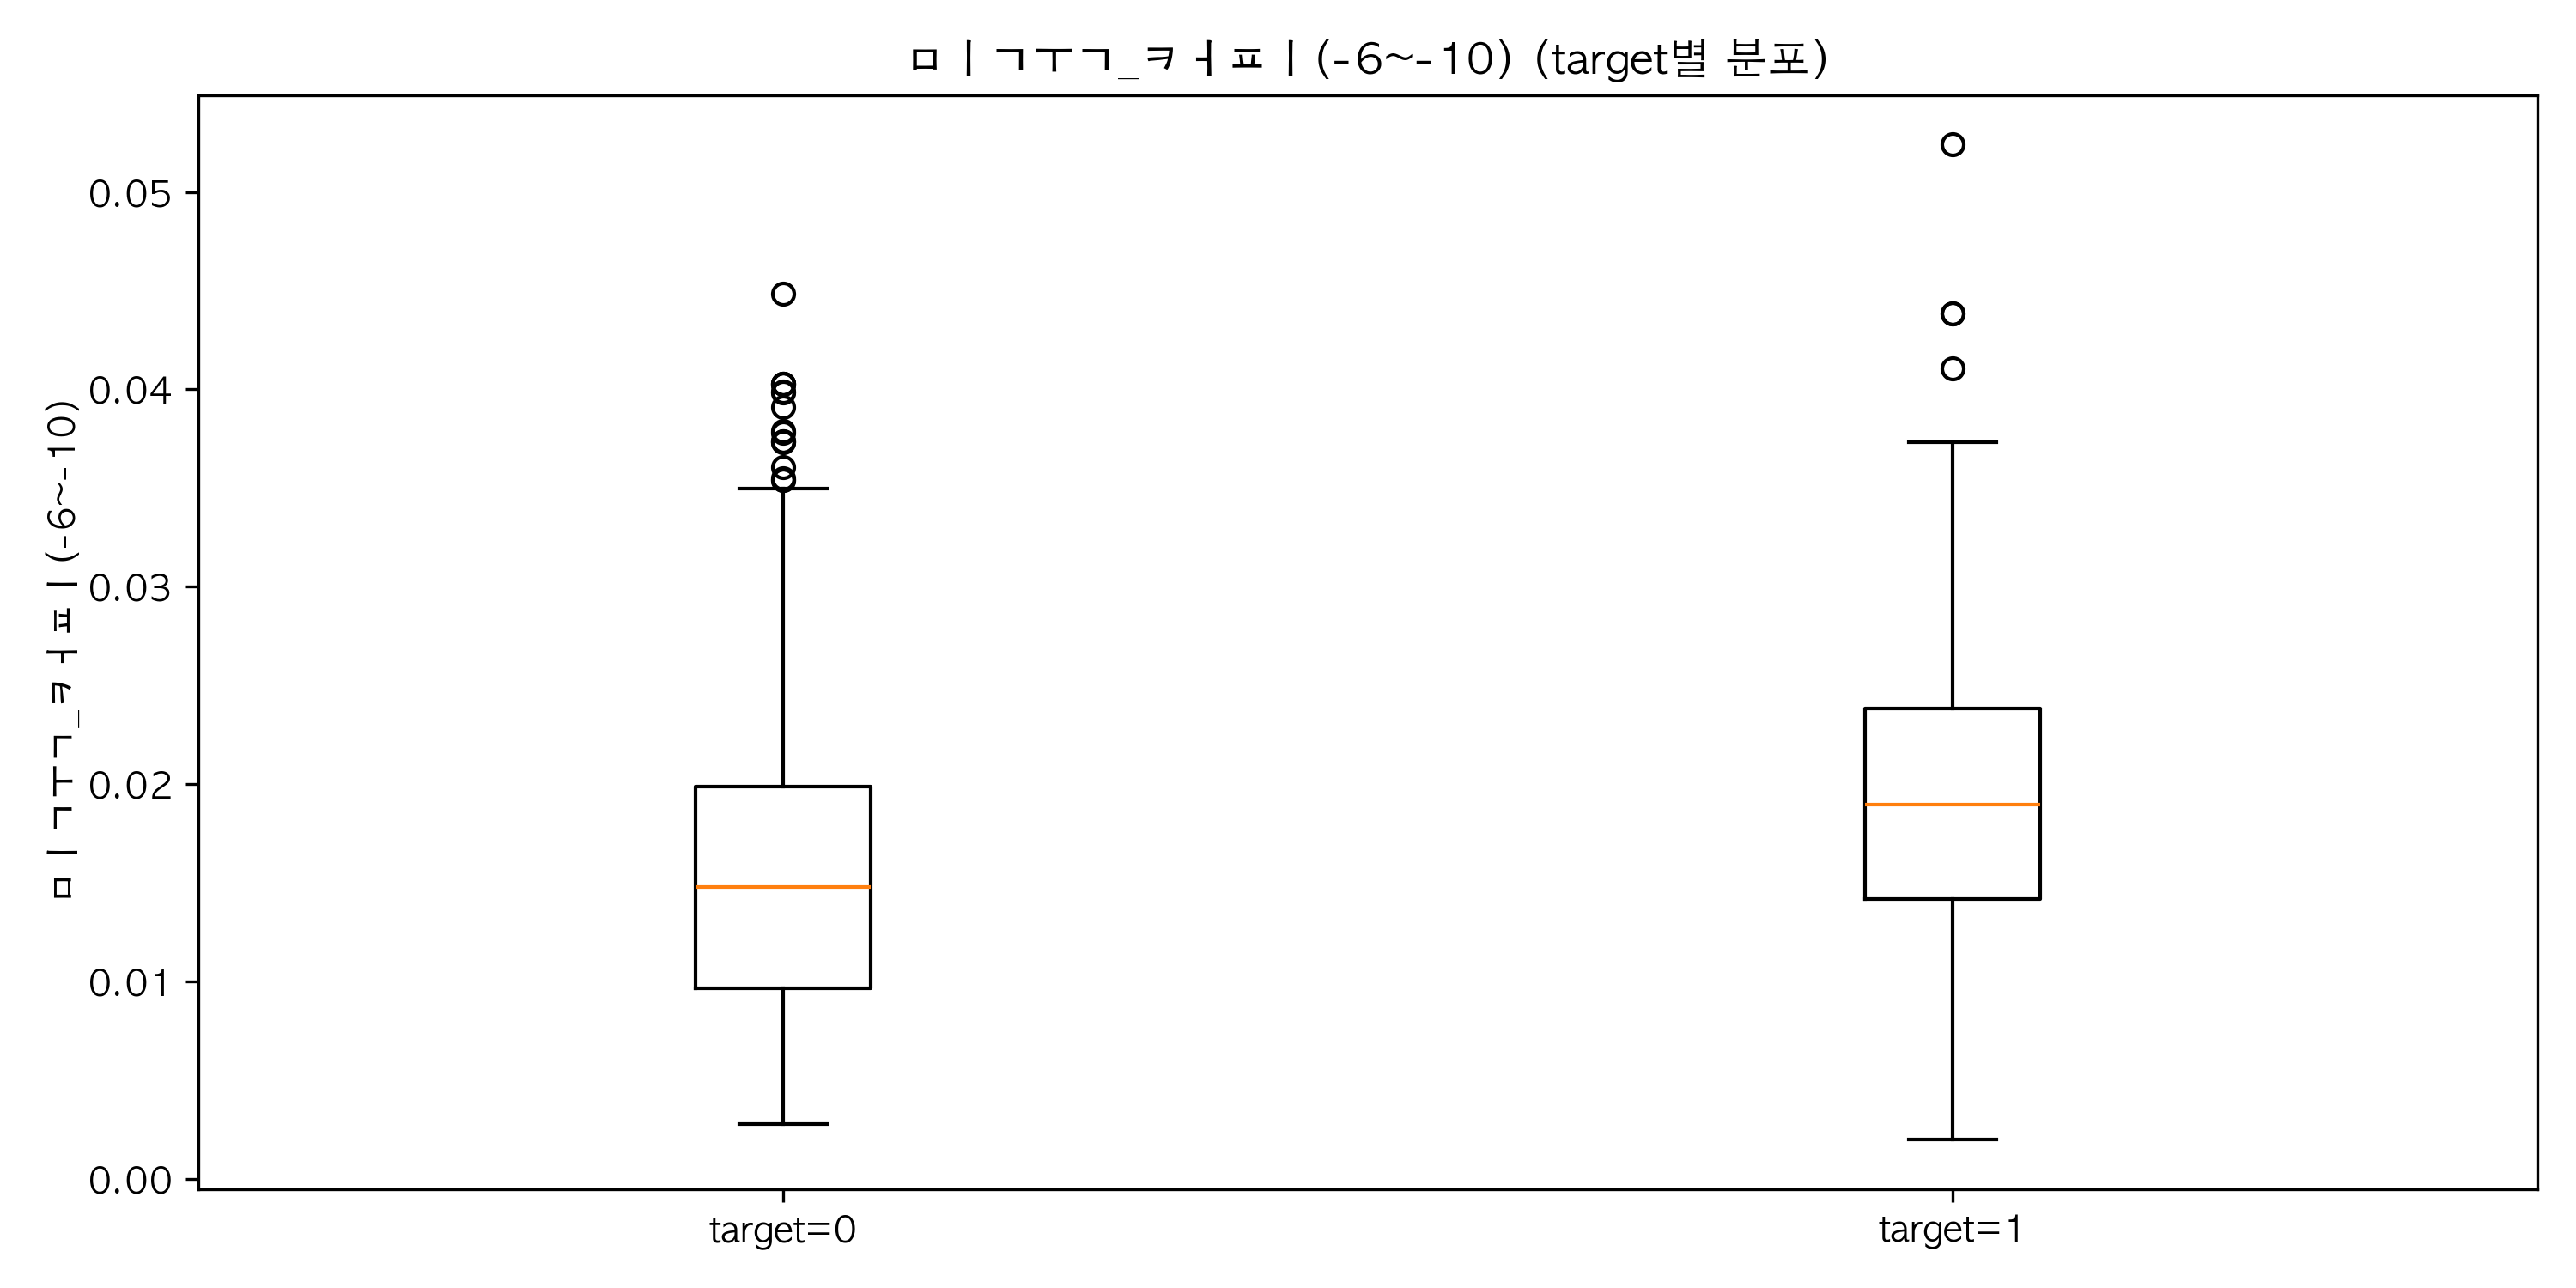 ㅁㅣㄱㅜㄱ_ㅋㅓㅍㅣ(-6~-10) (target별 분포)
ㅁㅣㄱㅜㄱ_ㅋㅓㅍㅣ(-6~-10)
0.05
0.04
0.03
0.02
0.01
0.00
target=0
target=1